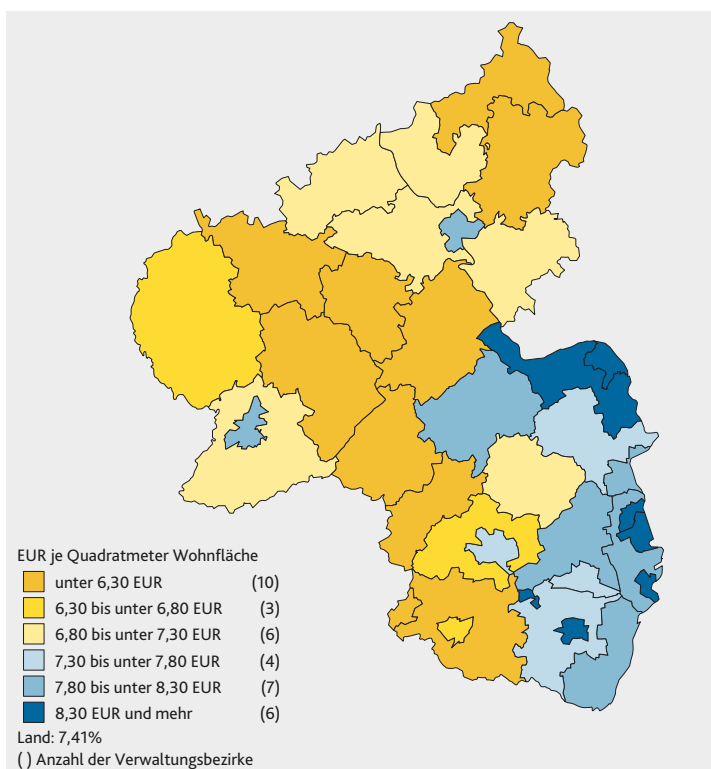 EUR je Quadratmeter Wohnfläche
unter 6,30 EUR (10)
6,30 bis unter 6,80 EUR (3)
6,80 bis unter 7,30 EUR (6)
7,30 bis unter 7,80 EUR (4)
7,80 bis unter 8,30 EUR (7)
8,30 EUR und mehr (6)
Land: 7,41%
( ) Anzahl der Verwaltungsbezirke